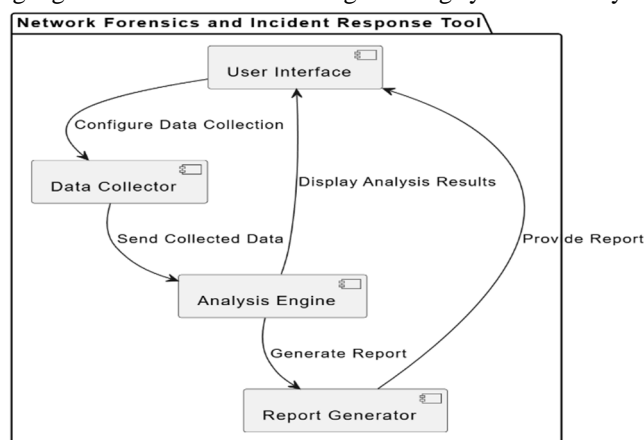 Network Forensics and Incident Response Tool
User Interface
Configure Data Collection
Data Collector
Display Analysis Results
Provide Report
Send Collected Data
Analysis Engine
Generate Report
Report Generator